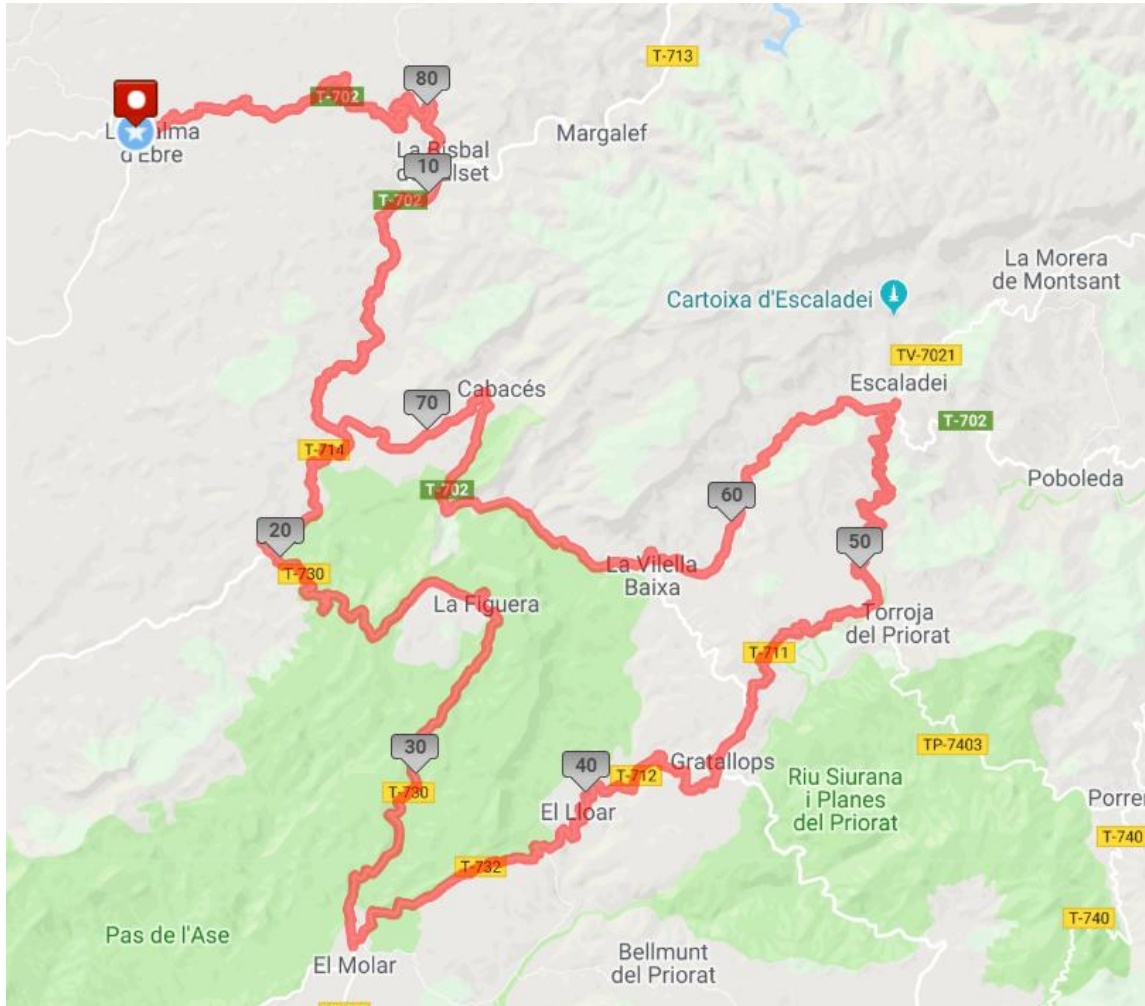 T-713
80
T-702
d'Ebre
Margalef
La Bisbal
10
T-702
La Morera
de Montsant
Cartoixa d'Escaladei
TV-7021
Escaladei
Cabacés
70
T-702
T-714
Poboleda
T-702
60
20
50
La Vilella
Baixa
T-730
La Figuera
Torroja
del Priorat
T-711
TP-7403
30
40
T-712
Gratallops
T-730
El Lloar
Riu Siurana
i Planes
del Priorat
Porrer
T-740
T-732
T-740
Pas de l'Ase
El Molar
Bellmunt
del Priorat